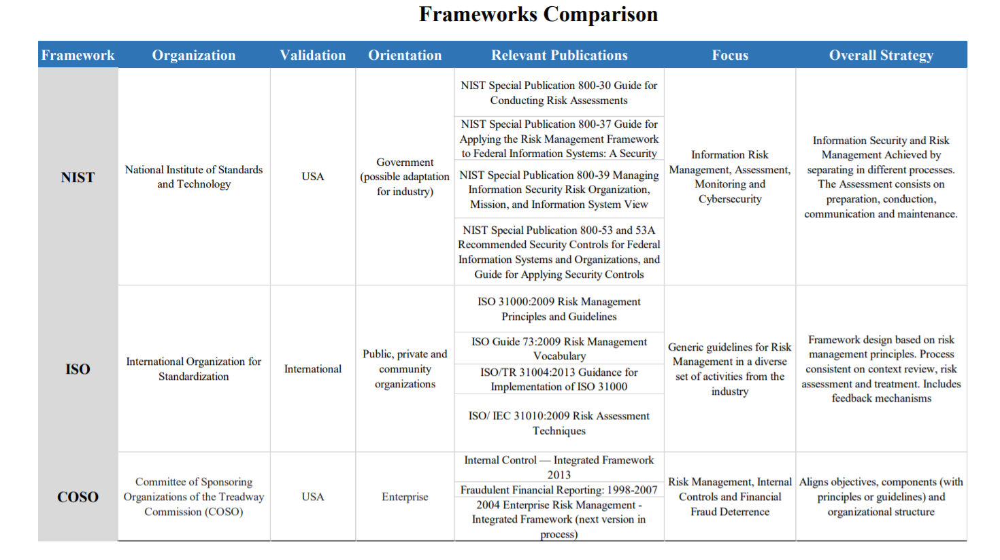 Frameworks Comparison
Framework Organization Validation Orientation Relevant Publications Focus Overall Strategy
NIST
National Institute of Standards
and Technology
USA
Government
(possible adaptation
for industry)
NIST Special Publication 800-30 Guide for
Conducting Risk Assessments
NIST Special Publication 800-37 Guide for
Applying the Risk Management Framework
to Federal Information Systems: A Security
NIST Special Publication 800-39 Managing
Information Security Risk Organization,
Mission, and Information System View
NIST Special Publication 800-53 and 53A
Recommended Security Controls for Federal
Information Systems and Organizations, and
Guide for Applying Security Controls
Information Risk
Management, Assessment,
Monitoring and
Cybersecurity
Information Security and Risk
Management Achieved by
separating in different processes.
The Assessment consists on
preparation, conduction,
communication and maintenance.
ISO
International Organization for
Standardization
International
Public, private and
community
organizations
ISO 31000:2009 Risk Management
Principles and Guidelines
ISO Guide 73:2009 Risk Management
Vocabulary
ISO/TR 31004:2013 Guidance for
Implementation of ISO 31000
ISO/ IEC 31010:2009 Risk Assessment
Techniques
Generic guidelines for Risk
Management in a diverse
set of activities from the
industry
Framework design based on risk
management principles. Process
consistent on context review, risk
assessment and treatment. Includes
feedback mechanisms
COSO
Committee of Sponsoring
Organizations of the Treadway
Commission (COSO)
USA
Enterprise
Internal Control — Integrated Framework
2013
Fraudulent Financial Reporting: 1998-2007
2004 Enterprise Risk Management -
Integrated Framework (next version in
process)
Risk Management, Internal
Controls and Financial
Fraud Deterrence
Aligns objectives, components (with
principles or guidelines) and
organizational structure